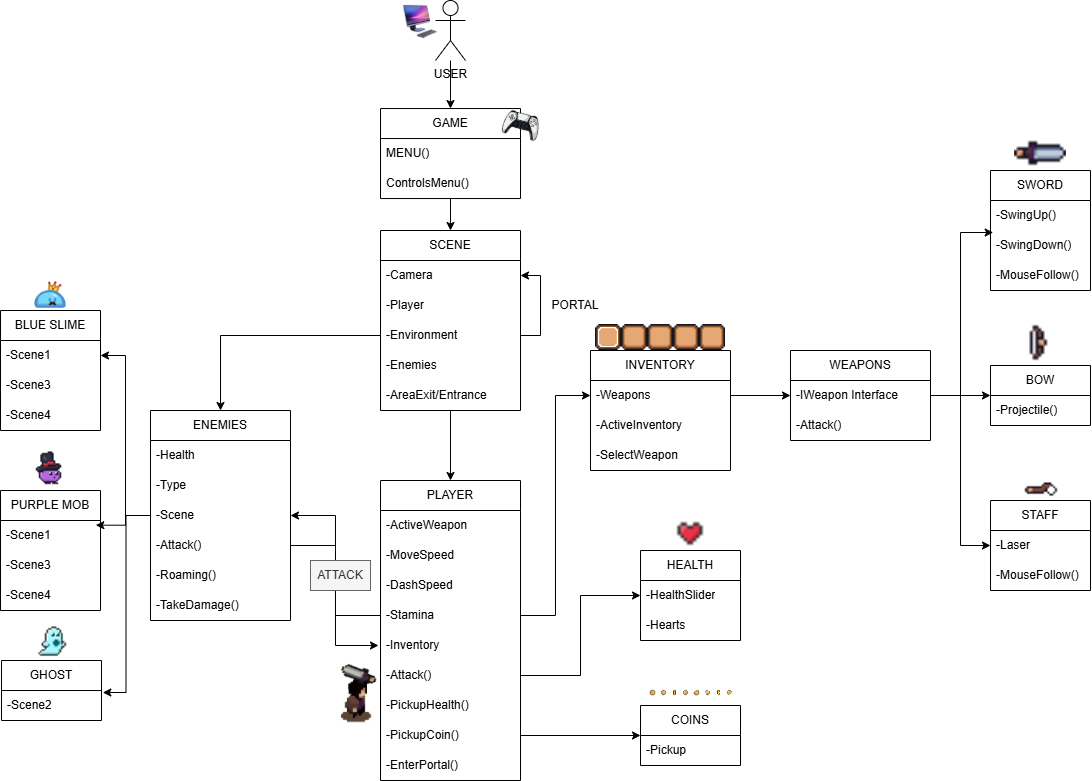 USER
GAME
MENU()
ControlsMenu()
SCENE
-Camera
-Player
-Environment
-Enemies
-AreaExit/Entrance
PORTAL
BLUE SLIME
-Scene1
-Scene3
-Scene4
PURPLE MOB
-Scene1
-Scene3
-Scene4
GHOST
-Scene2
ENEMIES
-Health
-Type
-Scene
-Attack()
-Roaming()
-TakeDamage()
ATTACK
PLAYER
-ActiveWeapon
-MoveSpeed
-DashSpeed
-Stamina
-Inventory
-Attack()
-PickupHealth()
-PickupCoin()
-EnterPortal()
INVENTORY
-Weapons
-ActiveInventory
-SelectWeapon
HEALTH
-HealthSlider
-Hearts
COINS
-Pickup
WEAPONS
-IWeapon Interface
-Attack()
SWORD
-SwingUp()
-SwingDown()
-MouseFollow()
BOW
-Projectile()
STAFF
-Laser
-MouseFollow()